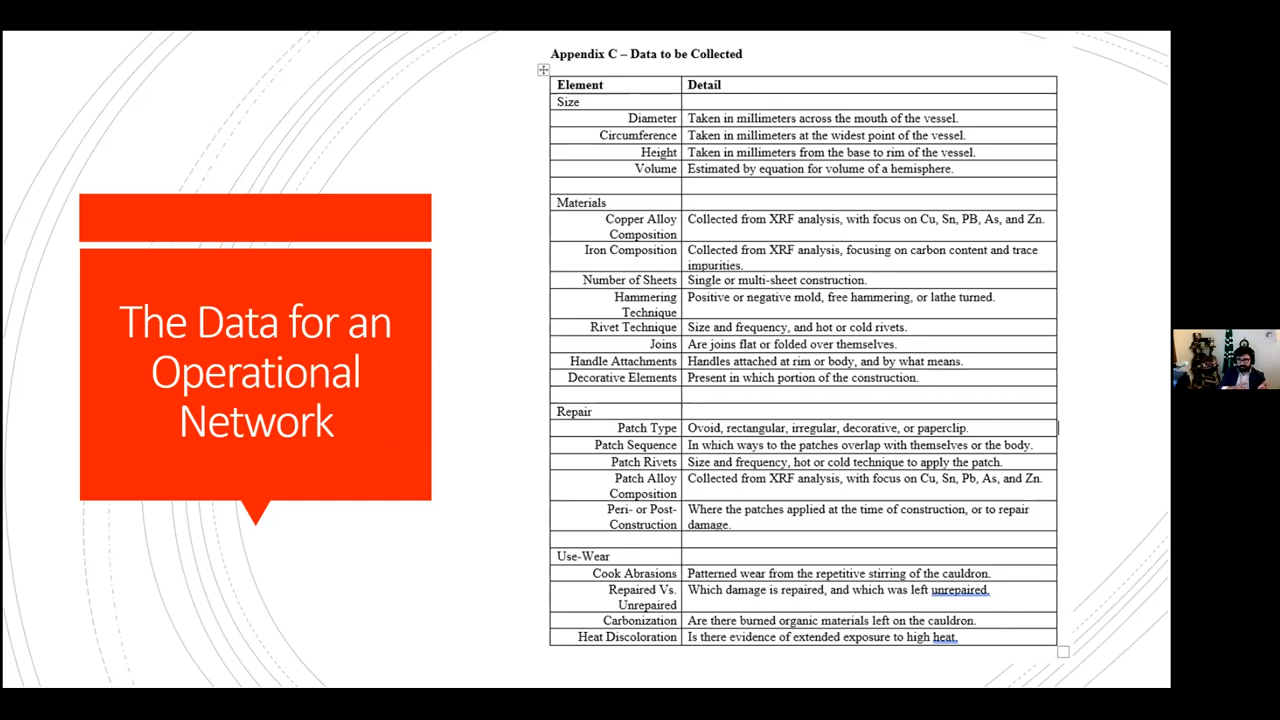 The Data for an
Operational
Network
Appendix C – Data to be Collected
Element Detail
Size
Diameter Taken in millimeters across the mouth of the vessel.
Circumference Taken in millimeters at the widest point of the vessel.
Height Taken in millimeters from the base to rim of the vessel.
Volume Estimated by equation for volume of a hemisphere.
Materials
Copper Alloy Collected from XRF analysis, with focus on Cu, Sn, PB, As, and Zn.
Composition
Iron Composition Collected from XRF analysis, focusing on carbon content and trace
impurities.
Number of Sheets Single or multi-sheet construction.
Hammering Positive or negative mold, free hammering, or lathe turned.
Technique
Rivet Technique Size and frequency, and hot or cold rivets.
Joins Are joins flat or folded over themselves.
Handle Attachments Handles attached at rim or body, and by what means.
Decorative Elements Present in which portion of the construction.
Repair
Patch Type Ovoid, rectangular, irregular, decorative, or paperclip.
Patch Sequence In which ways to the patches overlap with themselves or the body.
Patch Rivets Size and frequency, hot or cold technique to apply the patch.
Patch Alloy Collected from XRF analysis, with focus on Cu, Sn, Pb, As, and Zn.
Composition
Peri- or Post- Where the patches applied at the time of construction, or to repair
Construction damage.
Use-Wear
Cook Abrasions Patterned wear from the repetitive stirring of the cauldron.
Repaired Vs. Which damage is repaired, and which was left unrepaired.
Unrepaired
Carbonization Are there burned organic materials left on the cauldron.
Heat Discoloration Is there evidence of extended exposure to high heat.